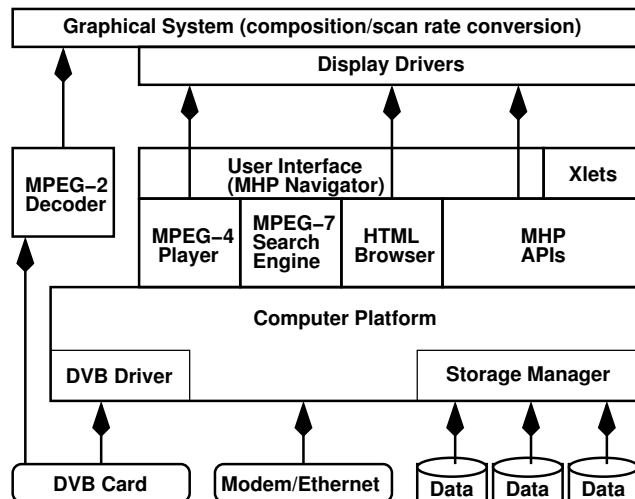 Graphical System (composition/scan rate conversion)
Display Drivers
MPEG−2
Decoder
User Interface
(MHP Navigator)
Xlets
MPEG−4
Player
MPEG−7
Search
Engine
HTML
Browser
MHP
APIs
Computer Platform
DVB Driver
Storage Manager
DVB Card
Modem/Ethernet
Data
Data
Data